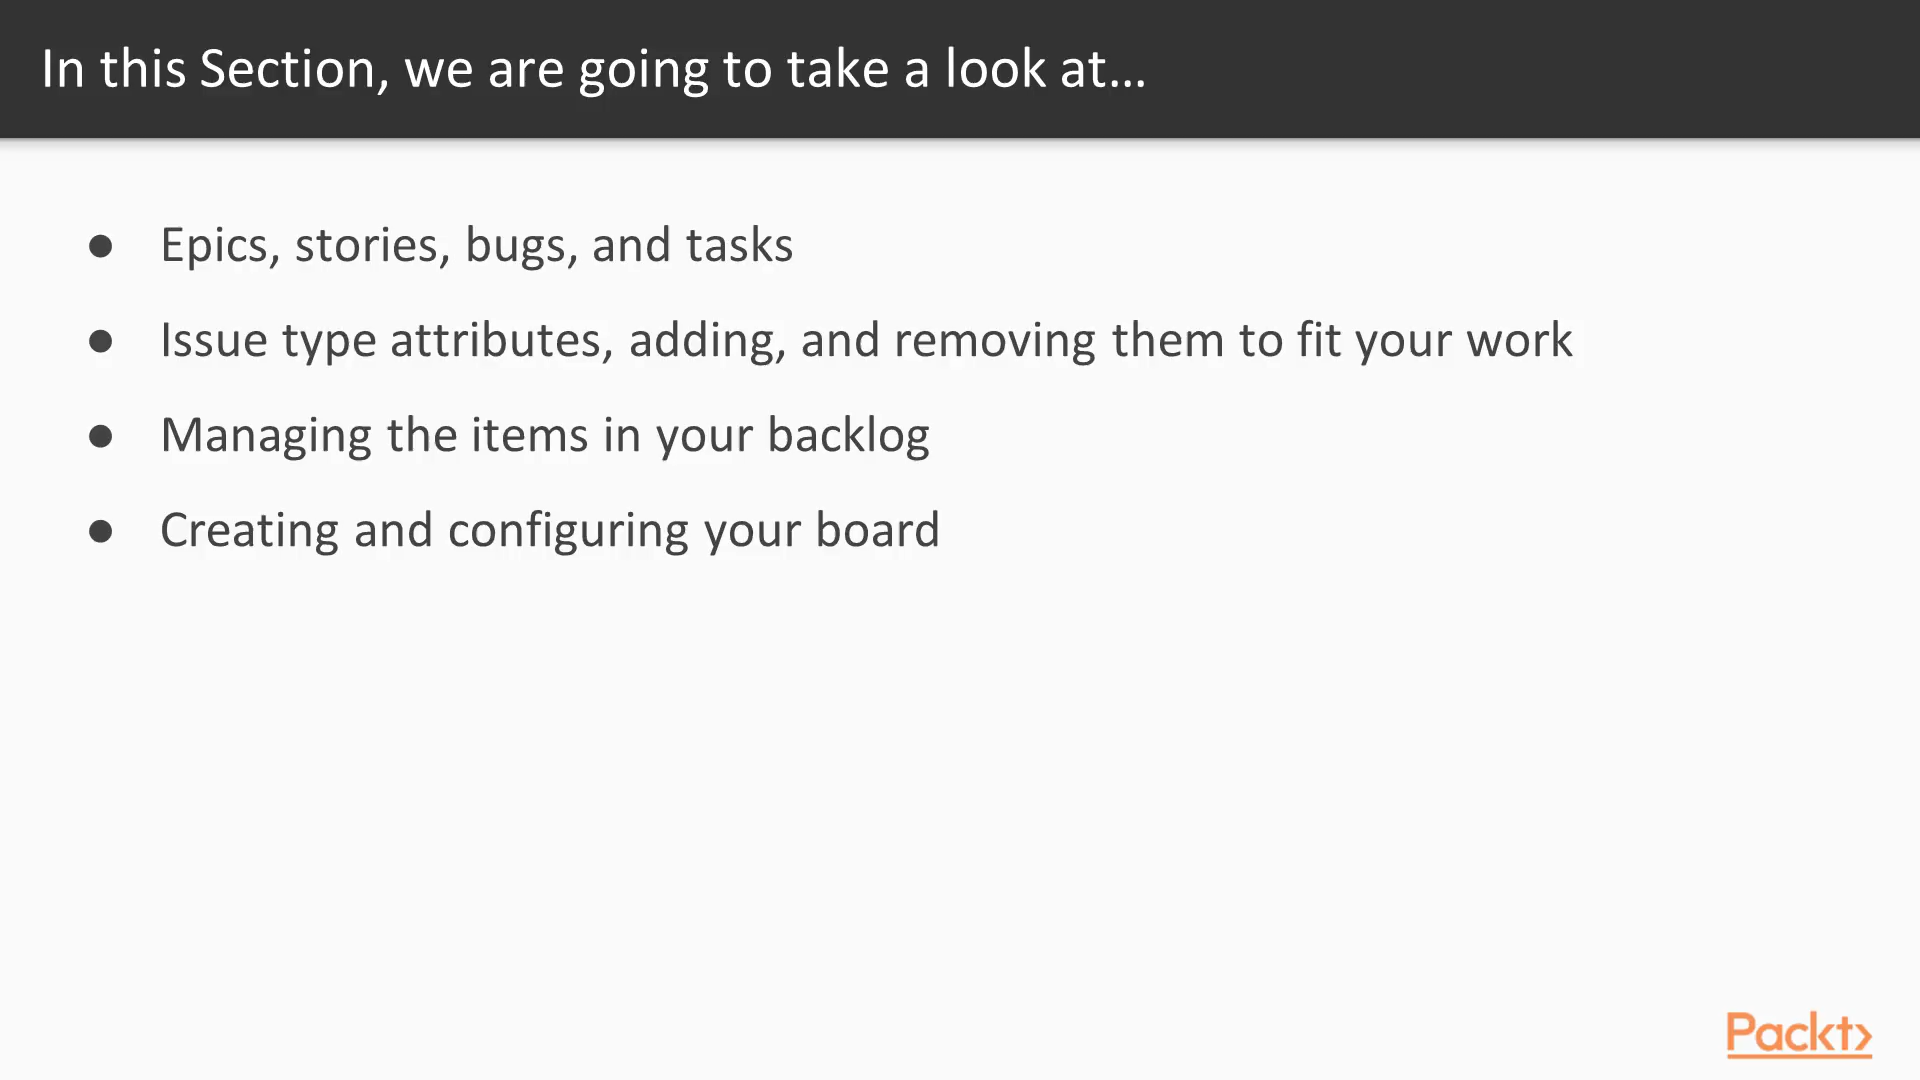 In this Section, we are going to take a look at...
● Epics, stories, bugs, and tasks
● Issue type attributes, adding, and removing them to fit your work
● Managing the items in your backlog
● Creating and configuring your board
Packt>